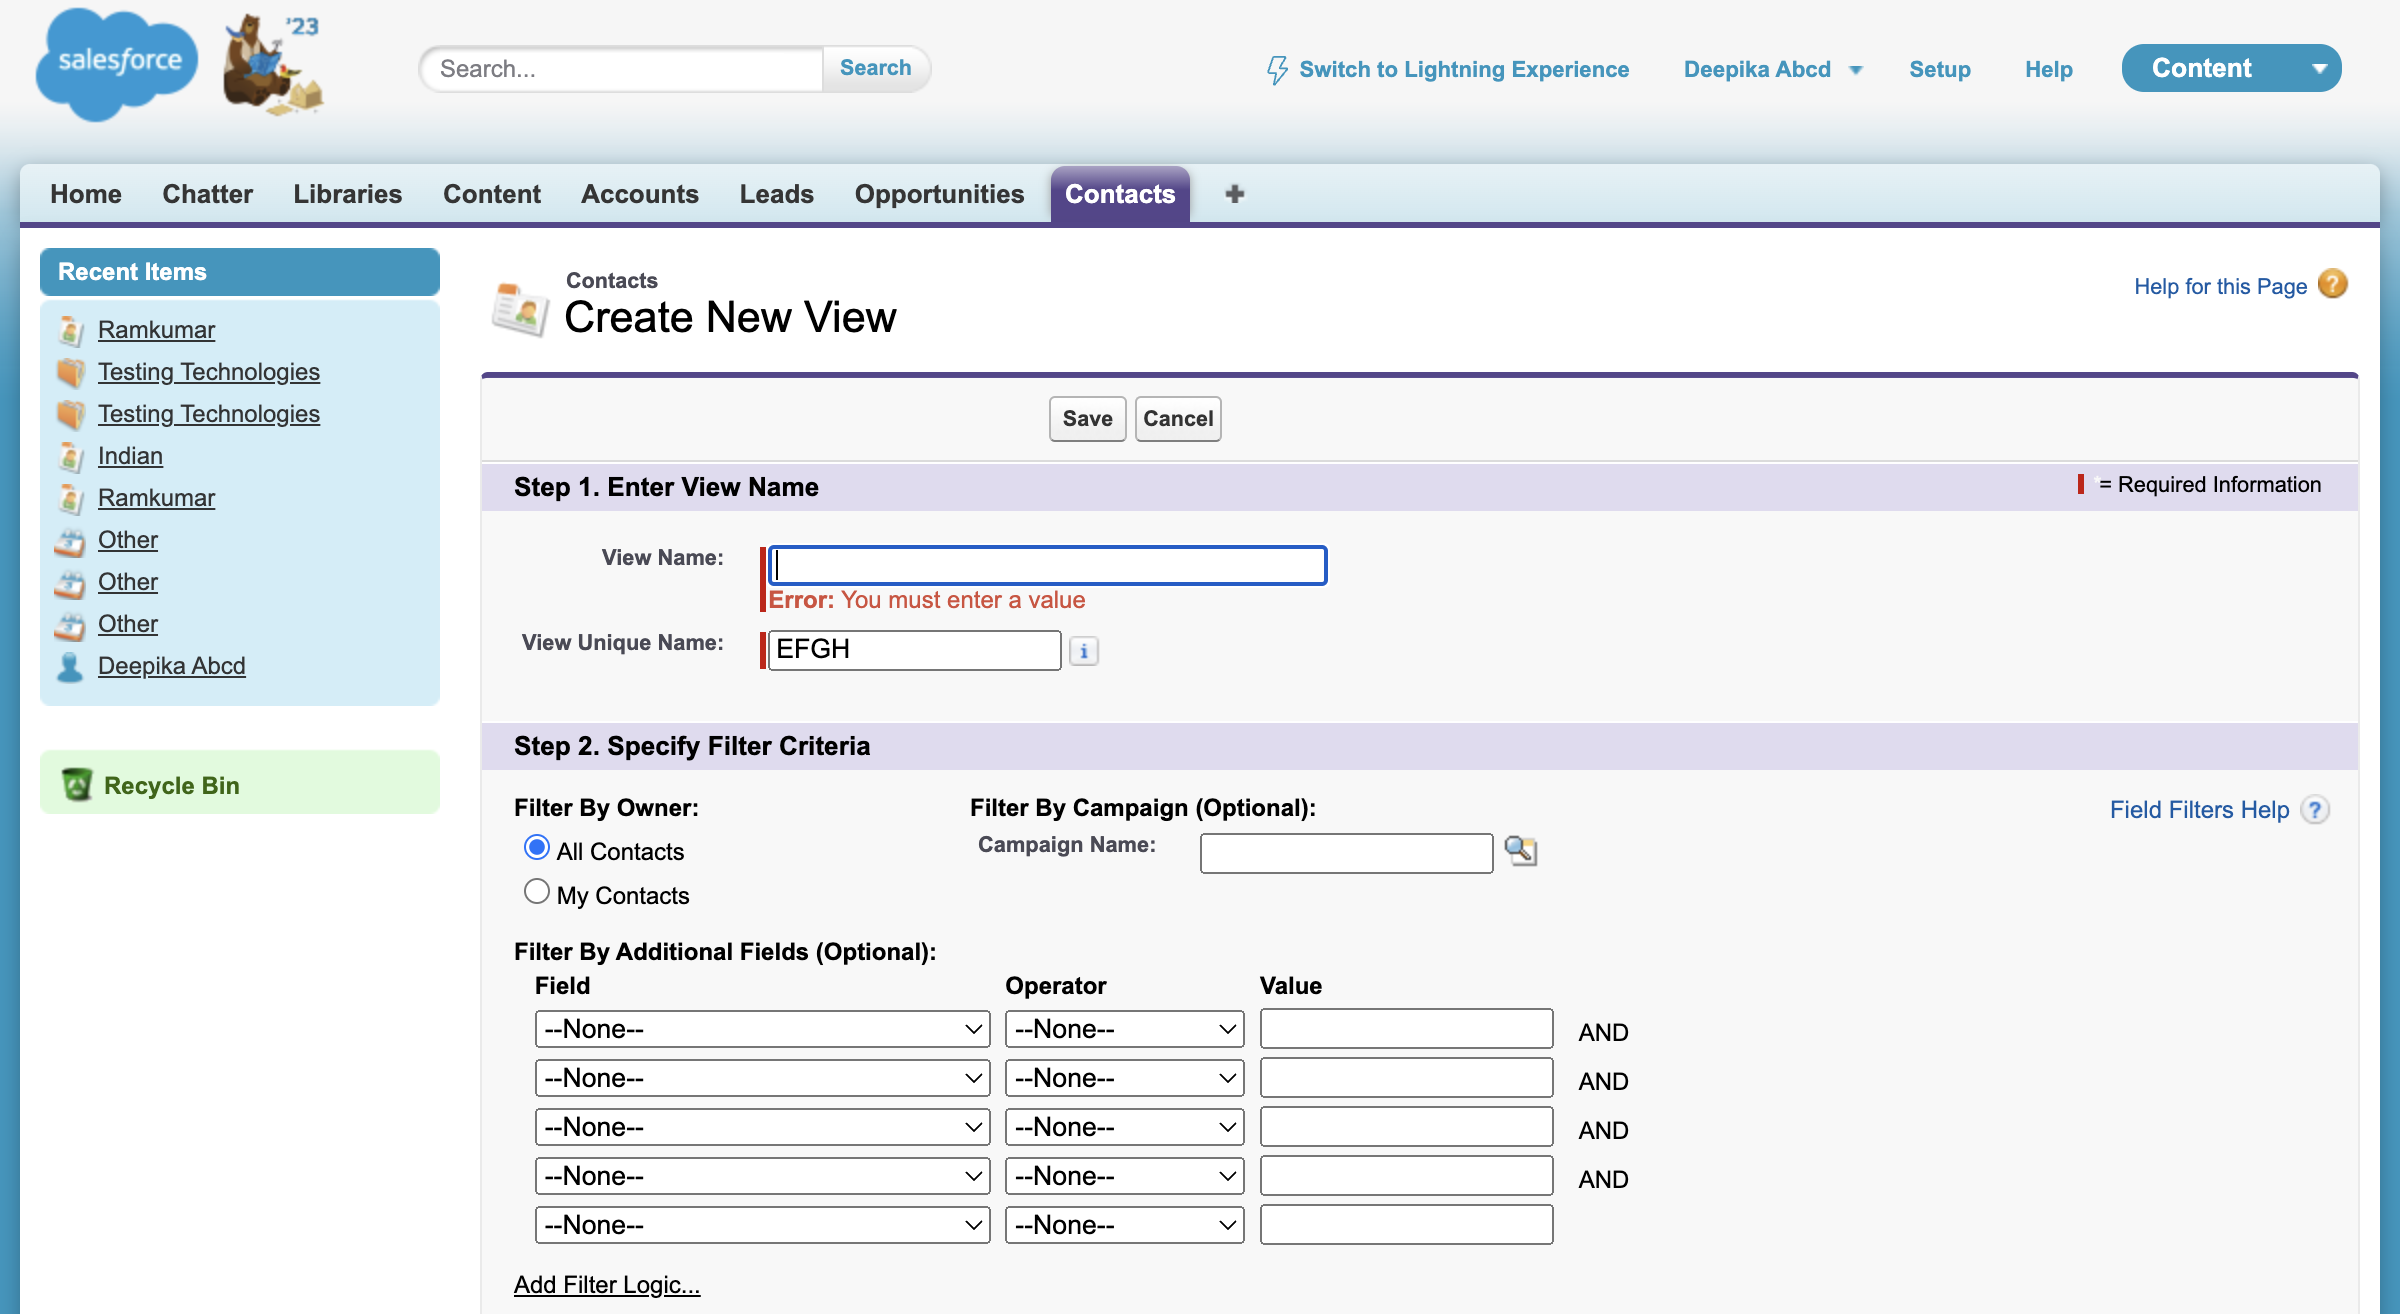 salesforce
'23
Search...
Search
Switch to Lightning Experience
Deepika Abcd
Setup
Help
Content
Home
Chatter
Libraries
Content
Accounts
Leads
Opportunities
Contacts
+
Recent Items
Ramkumar
Testing Technologies
Testing Technologies
Indian
Ramkumar
Other
Other
Other
Deepika Abcd
Recycle Bin
Contacts
Create New View
Help for this Page ?
Save
Cancel
Step 1. Enter View Name
= Required Information
View Name:
Error: You must enter a value
View Unique Name:
EFGH
i
Step 2. Specify Filter Criteria
Filter By Owner:
All Contacts
My Contacts
Filter By Campaign (Optional):
Campaign Name:
Field Filters Help ?
Filter By Additional Fields (Optional):
Field Operator Value
--None-- --None-- AND
--None-- --None-- AND
--None-- --None-- AND
--None-- --None-- AND
--None-- --None--
Add Filter Logic...